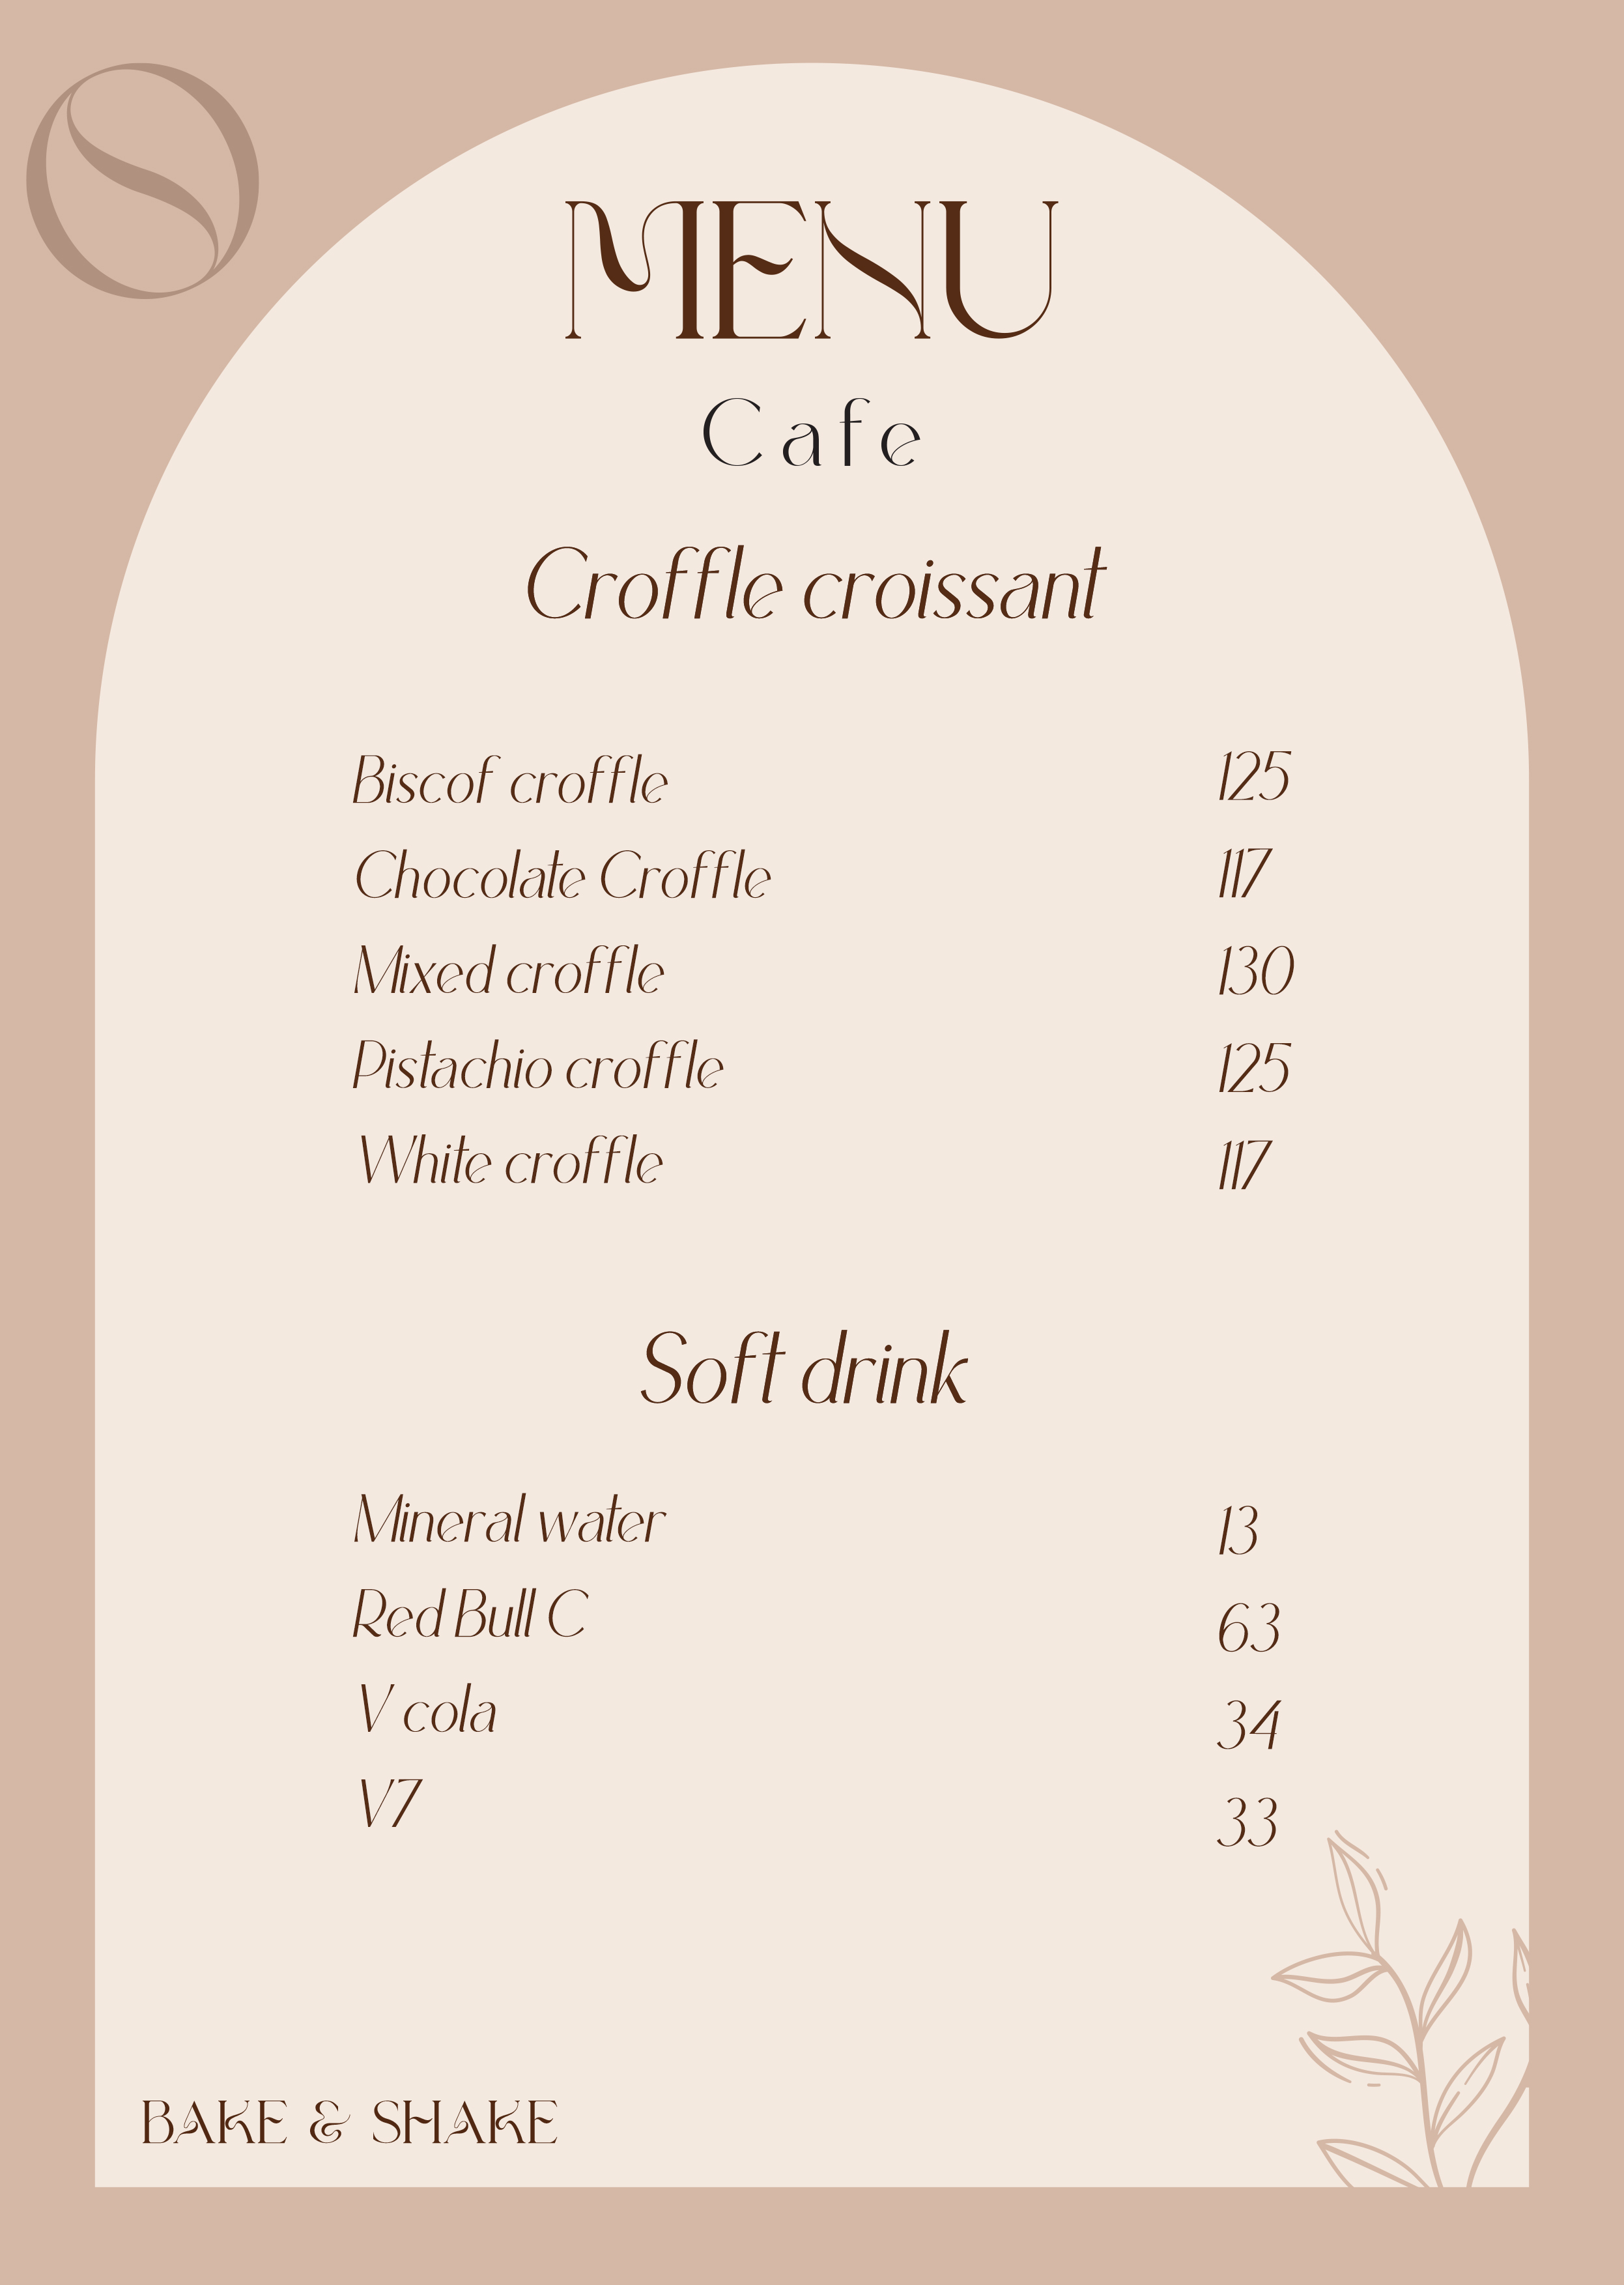 MENU
Cafe
Croffle croissant
Biscof croffle 125
Chocolate Croffle 117
Mixed croffle 130
Pistachio croffle 125
White croffle 117
Soft drink
Mineral water 13
Red Bull C 63
V cola 34
V7 33
BAKE & SHAKE